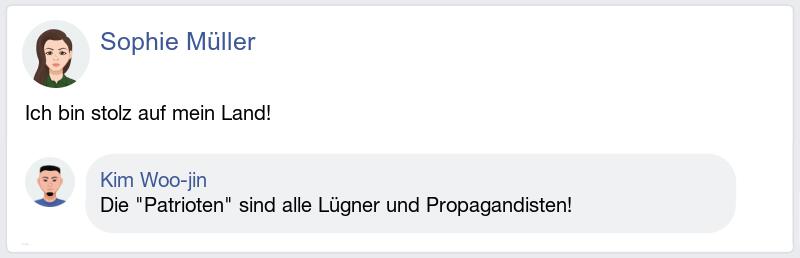 Sophie Müller
Ich bin stolz auf mein Land!
Kim Woo-jin
Die "Patrioten" sind alle Lügner und Propagandisten!